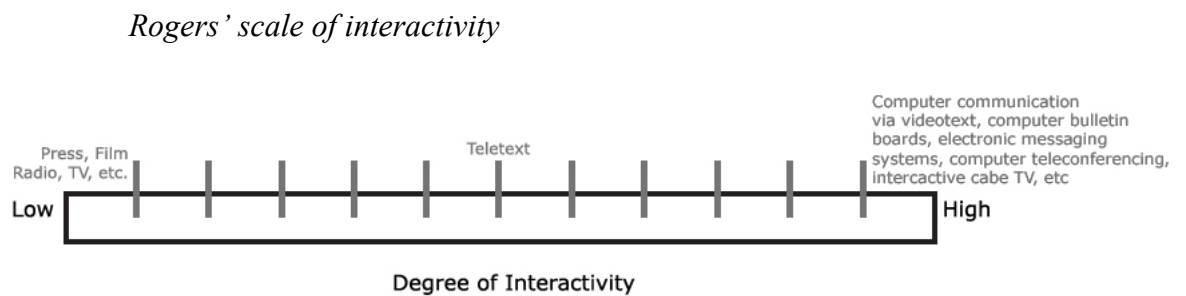 Rogers’ scale of interactivity
Computer communication
via videotext, computer bulletin
boards, electronic messaging
systems, computer teleconferencing,
intercactive cabe TV, etc
Press, Film
Radio, TV, etc.
Teletext
Low
High
Degree of Interactivity